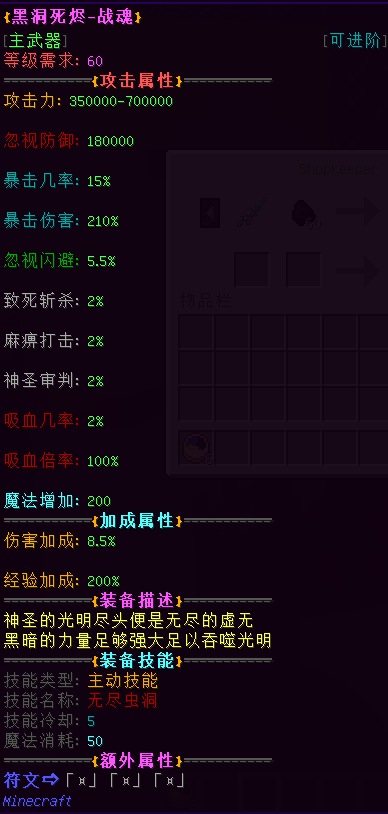 {黑洞死烬-战魂}
[主武器] [可进阶]
等级需求: 60
==========={攻击属性}===========
攻击力: 350000-700000
忽视防御: 180000
暴击几率: 15%
暴击伤害: 210%
忽视闪避: 5.5%
致死斩杀: 2%
麻痹打击: 2%
神圣审判: 2%
吸血几率: 2%
吸血倍率: 100%
魔法增加: 200
==========={加成属性}===========
伤害加成: 8.5%
经验加成: 200%
==========={装备描述}===========
神圣的光明尽头便是无尽的虚无
黑暗的力量足够强大足以吞噬光明
==========={装备技能}===========
技能类型: 主动技能
技能名称: 无尽虫洞
技能冷却: 5
魔法消耗: 50
==========={额外属性}===========
符文⇨「¤」「¤」「¤」
Minecraft
物品栏